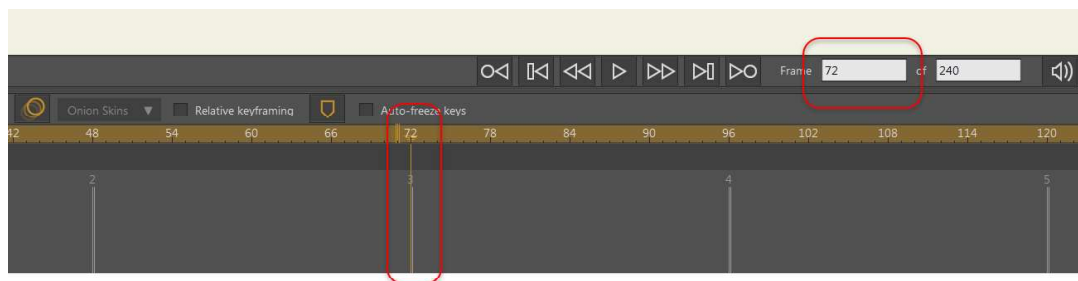 Frame 72 of 240
Onion Skins Relative keyframing Auto-freeze keys
42 48 54 60 66 72 78 84 90 96 102 108 114 120
2 3 4 5